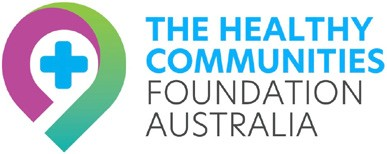 THE HEALTHY
COMMUNITIES
FOUNDATION
AUSTRALIA